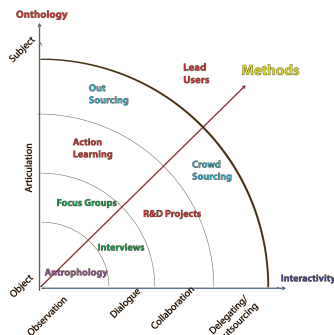 Onthology
Subject
Lead
Users
Methods
Out
Sourcing
Action
Learning
Crowd
Sourcing
Articulation
Focus Groups
R&D Projects
Interviews
Antrophology
Object
Interactivity
Observation
Dialogue
Collaboration
Delegating/